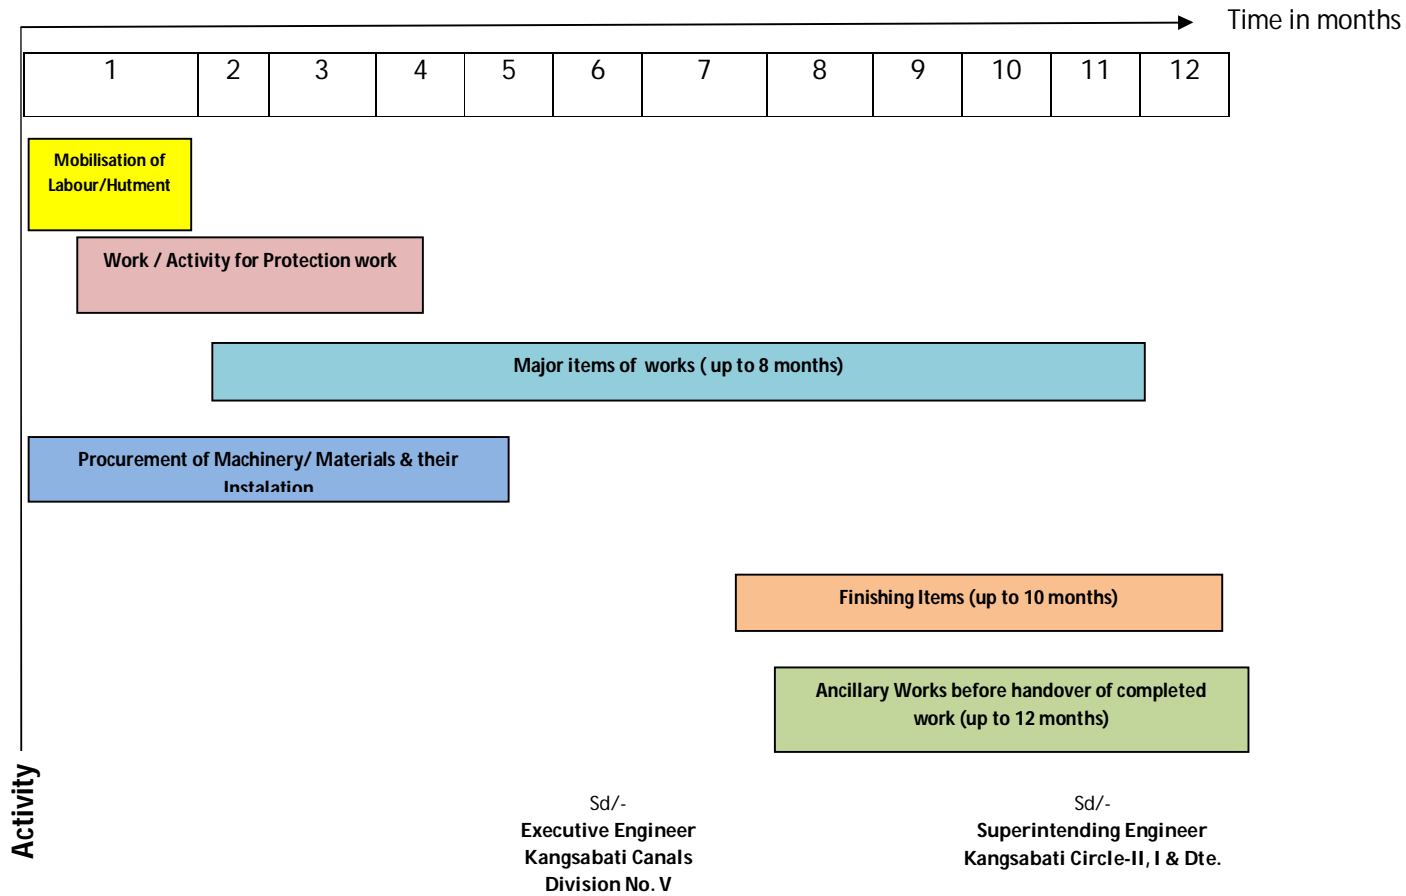 Time in months
1 2 3 4 5 6 7 8 9 10 11 12
Mobilisation of
Labour/Hutment
Work / Activity for Protection work
Major items of works ( up to 8 months)
Procurement of Machinery/ Materials & their
Instalation
Finishing Items (up to 10 months)
Ancillary Works before handover of completed
work (up to 12 months)
Activity
Sd/-
Executive Engineer
Kangsabati Canals
Division No. V
Sd/-
Superintending Engineer
Kangsabati Circle-II, I & Dte.